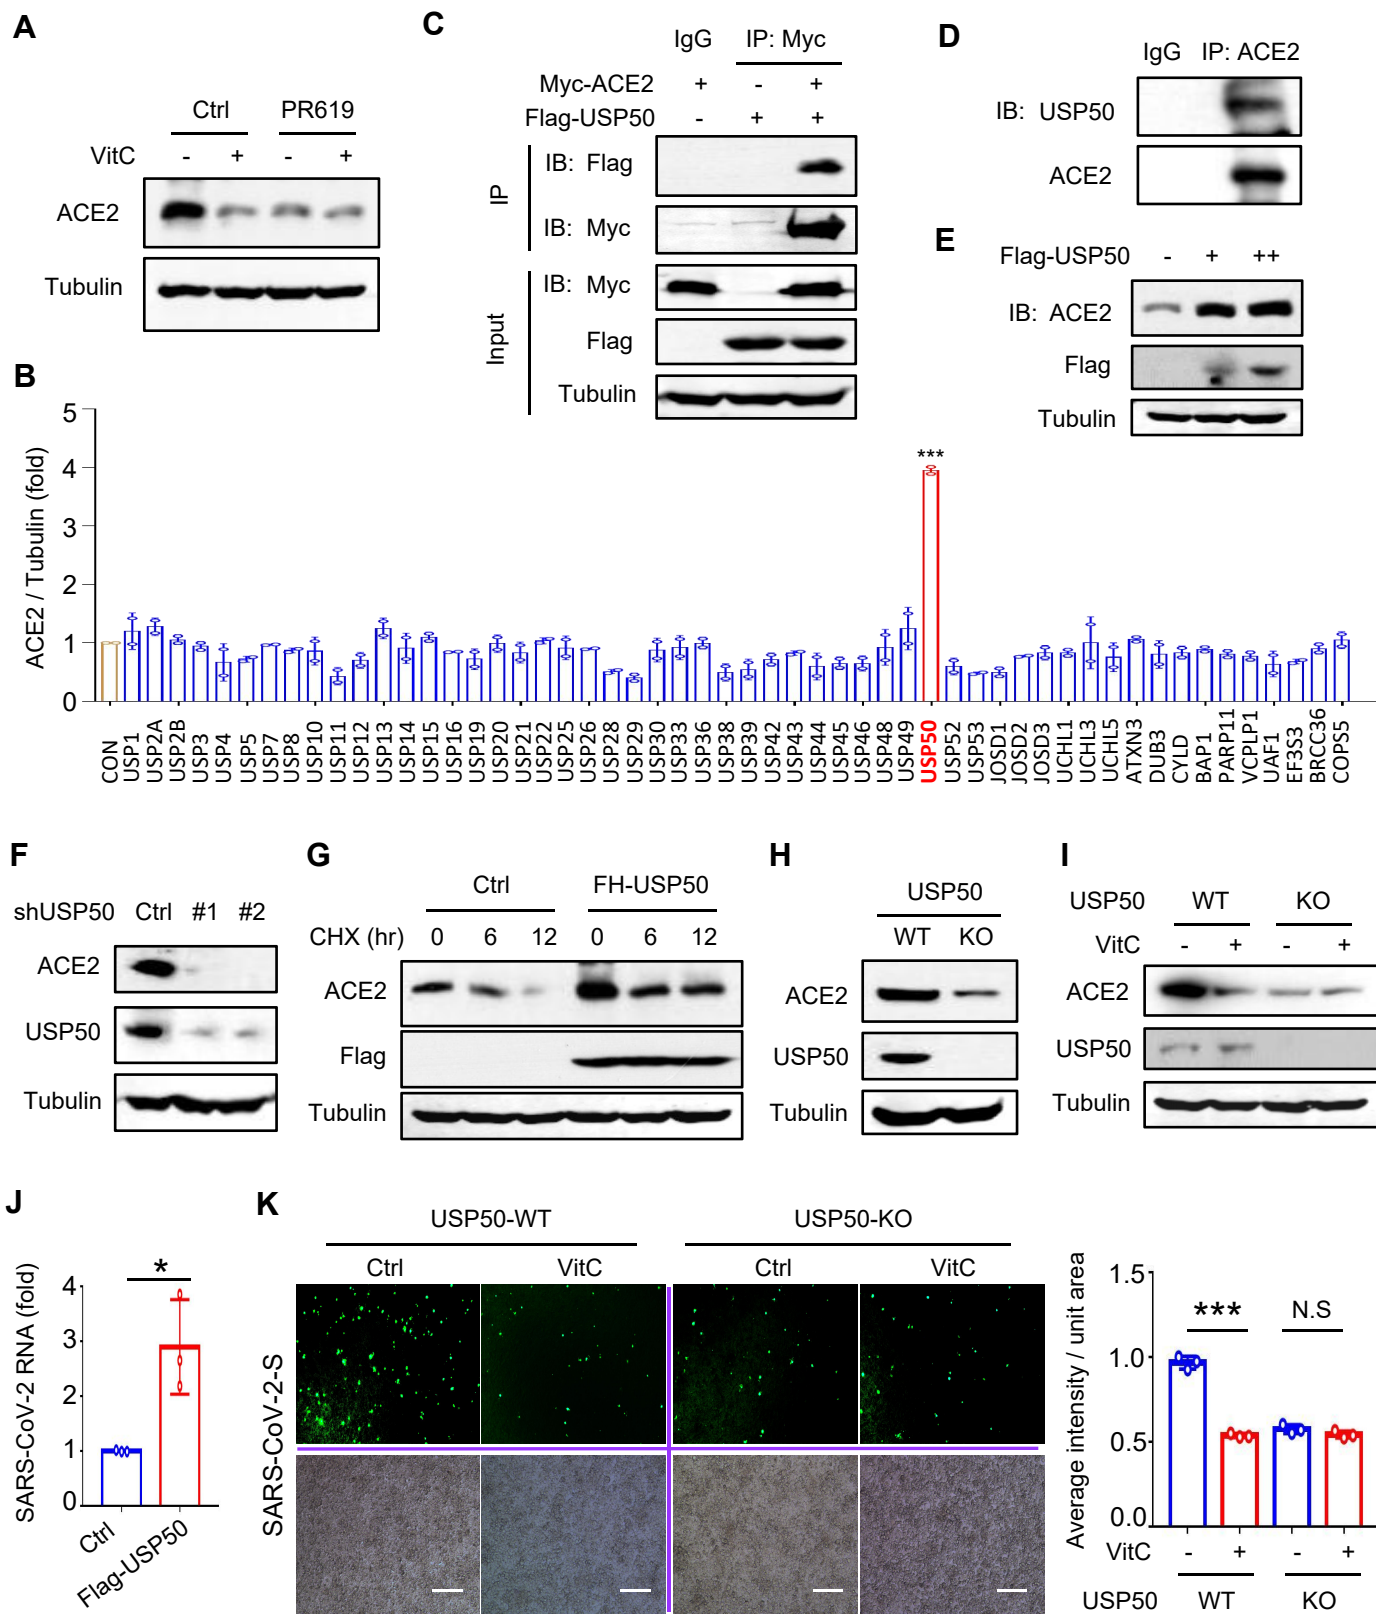 A
Ctrl PR619
VitC - + - +
ACE2
Tubulin
C
IgG IP: Myc
Myc-ACE2 + - +
Flag-USP50 - + +
IP
IB: Flag
IB: Myc
Input
IB: Myc
Flag
Tubulin
D
IgG IP: ACE2
IB: USP50
ACE2
E
Flag-USP50 - + ++
IB: ACE2
Flag
Tubulin
B
ACE2 / Tubulin (fold)
5
4
3
2
1
0
***
CON USP1 USP2A USP2B USP3 USP4 USP5 USP7 USP8 USP10 USP11 USP12 USP13 USP14 USP15 USP16 USP19 USP20 USP21 USP22 USP25 USP26 USP28 USP29 USP30 USP33 USP36 USP38 USP39 USP42 USP43 USP44 USP45 USP46 USP48 USP49 USP50 USP52 USP53 JOSD1 JOSD2 JOSD3 UCHL1 UCHL3 UCHL5 ATXN3 DUB3 CYLD BAP1 PARP11 VCPLP1 UAF1 EF3S3 BRCC36 COPS5
F
shUSP50 Ctrl #1 #2
ACE2
USP50
Tubulin
G
Ctrl FH-USP50
CHX (hr) 0 6 12 0 6 12
ACE2
Flag
Tubulin
H
USP50
WT KO
ACE2
USP50
Tubulin
I
USP50 WT KO
VitC - + - +
ACE2
USP50
Tubulin
J
SARS-CoV-2 RNA (fold)
4
3
2
1
0
*
Ctrl
Flag-USP50
K
USP50-WT USP50-KO
Ctrl VitC Ctrl VitC
SARS-CoV-2-S
Average intensity / unit area
1.5
1.0
0.5
0.0
*** N.S
VitC - + - +
USP50 WT KO